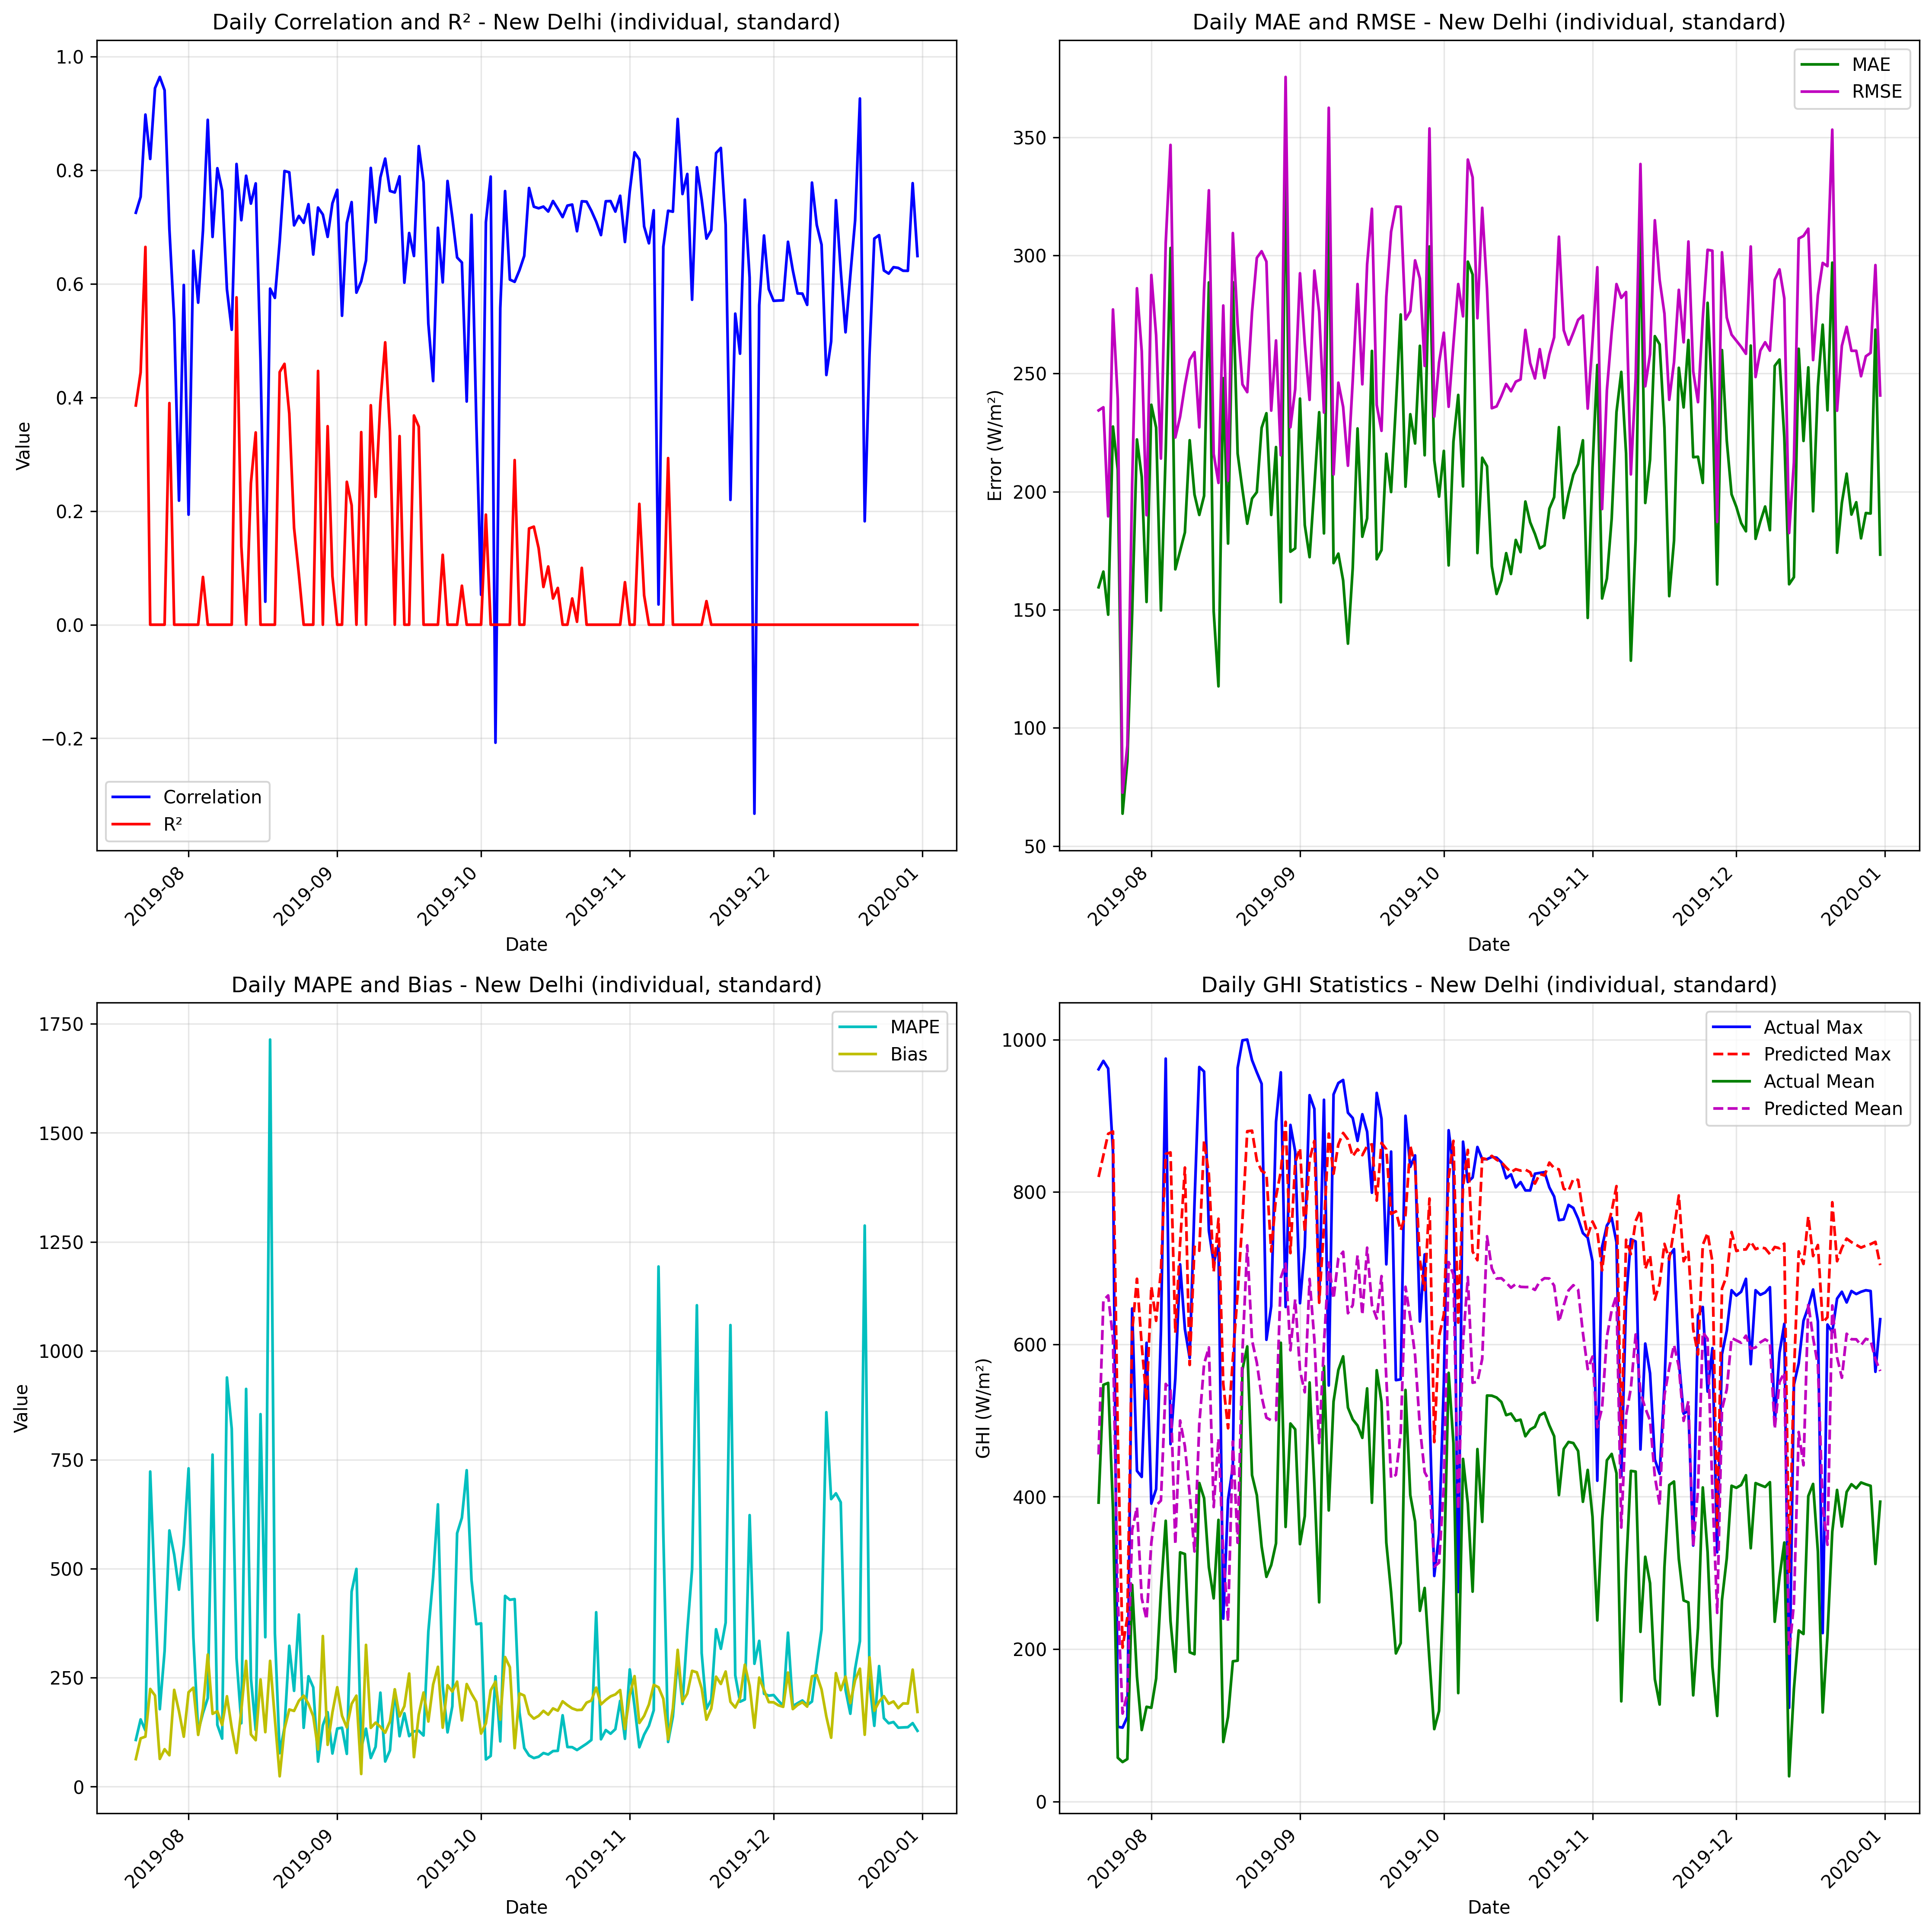 Daily Correlation and R² - New Delhi (individual, standard)
1.0
0.8
0.6
0.4
0.2
0.0
−0.2
Value
Correlation
R²
2019-08
2019-09
2019-10
2019-11
2019-12
2020-01
Date
Daily MAE and RMSE - New Delhi (individual, standard)
MAE
RMSE
350
300
250
200
150
100
50
Error (W/m²)
2019-08
2019-09
2019-10
2019-11
2019-12
2020-01
Date
Daily MAPE and Bias - New Delhi (individual, standard)
MAPE
Bias
1750
1500
1250
1000
750
500
250
0
Value
2019-08
2019-09
2019-10
2019-11
2019-12
2020-01
Date
Daily GHI Statistics - New Delhi (individual, standard)
Actual Max
Predicted Max
Actual Mean
Predicted Mean
1000
800
600
400
200
0
GHI (W/m²)
2019-08
2019-09
2019-10
2019-11
2019-12
2020-01
Date